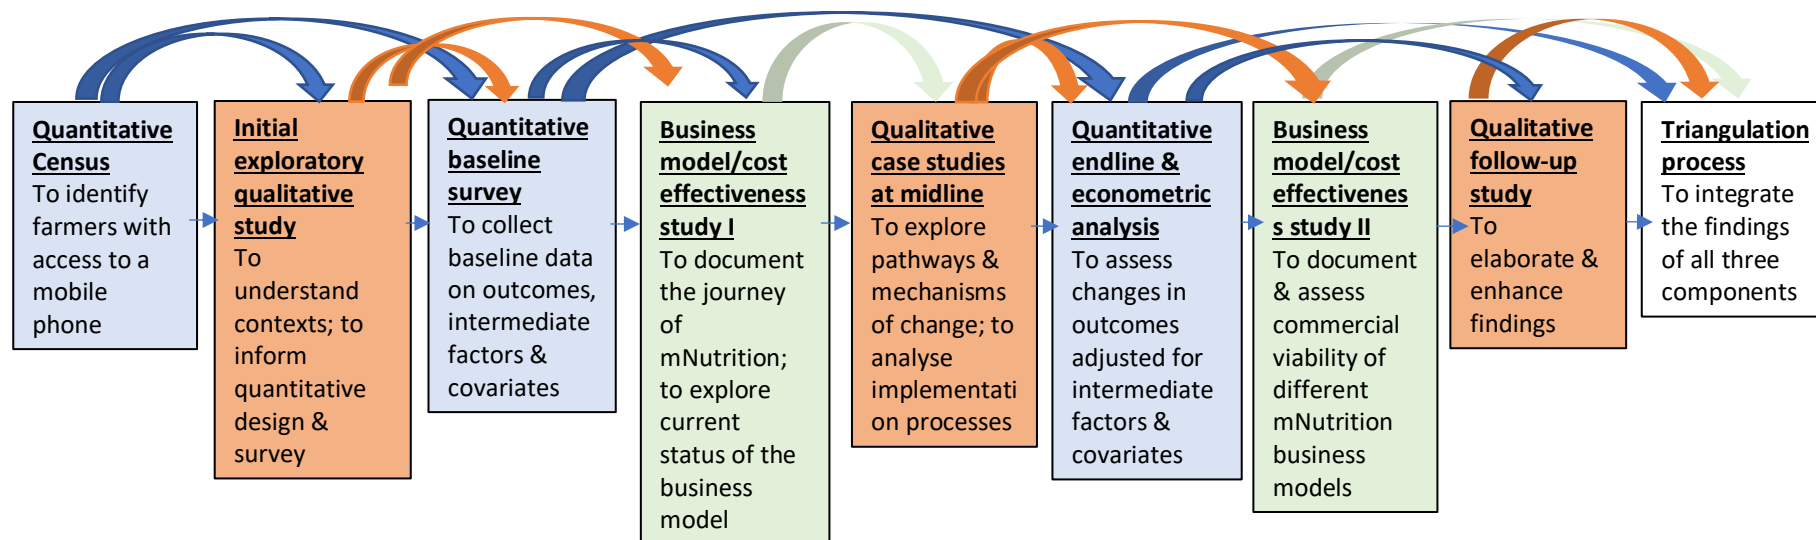 Quantitative
Census
To identify
farmers with
access to a
mobile
phone
Initial
exploratory
qualitative
study
To
understand
contexts; to
inform
quantitative
design &
survey
Quantitative
baseline
survey
To collect
baseline data
on outcomes,
intermediate
factors &
covariates
Business
model/cost
effectiveness
study I
To document
the journey
of
mNutrition;
to explore
current
status of the
business
model
Qualitative
case studies
at midline
To explore
pathways &
mechanisms
of change; to
analyse
implementati
on processes
Quantitative
endline &
econometric
analysis
To assess
changes in
outcomes
adjusted for
intermediate
factors &
covariates
Business
model/cost
effectivenes
s study II
To document
& assess
commercial
viability of
different
mNutrition
business
models
Qualitative
follow-up
study
To
elaborate &
enhance
findings
Triangulation
process
To integrate
the findings
of all three
components